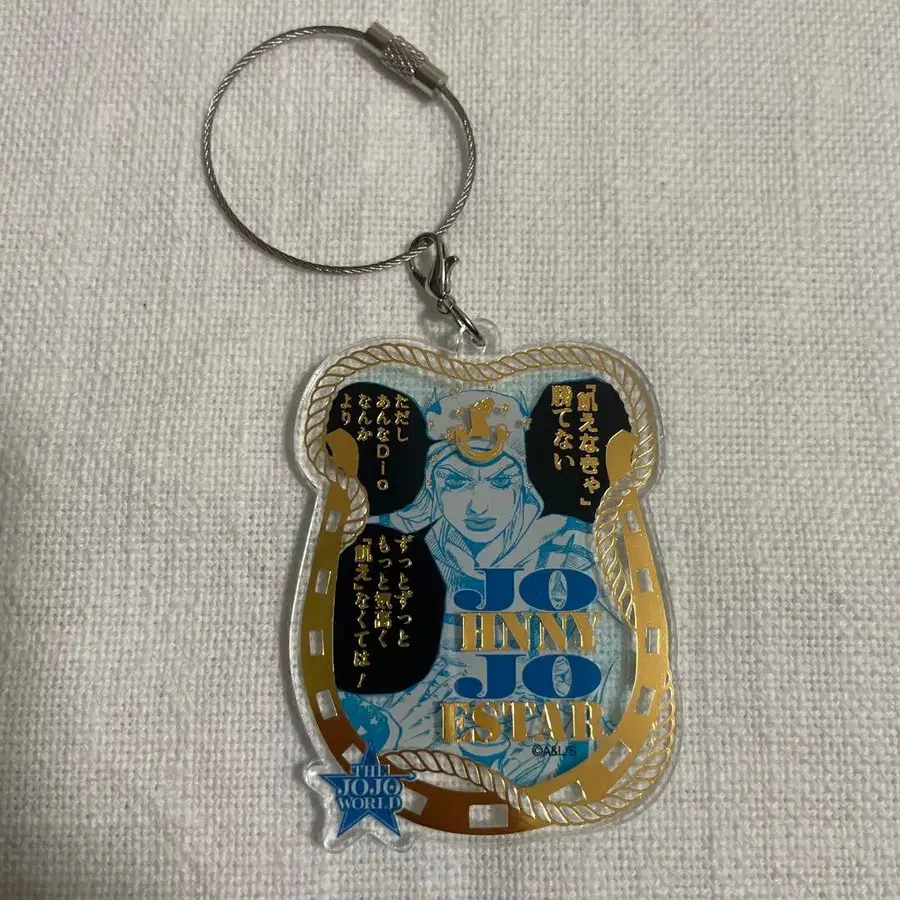 『飢えなきゃ』
勝てない
ただし
あんなDio
なんか
より
ずっとずっと
もっと気高く
『飢え』なくては!
JO
HNNY
JO
ESTAR
©A&L/S
THE
JOJO
WORLD